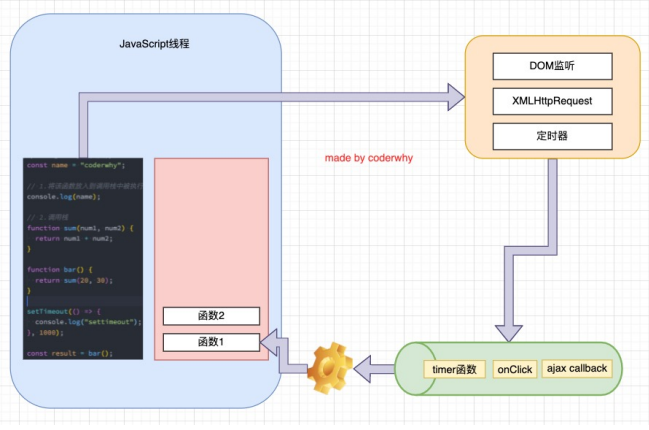 JavaScript线程
const name = "coderwhy";
// 1.将该函数放入到调用栈中被执行
console.log(name);
// 2.调用栈
function sum(num1, num2) {
return num1 + num2;
}
function bar() {
return sum(20, 30);
}
setTimeout(() => {
console.log("settimeout");
}, 1000);
const result = bar();
函数2
函数1
made by coderwhy
DOM监听
XMLHttpRequest
定时器
timer函数
onClick
ajax callback